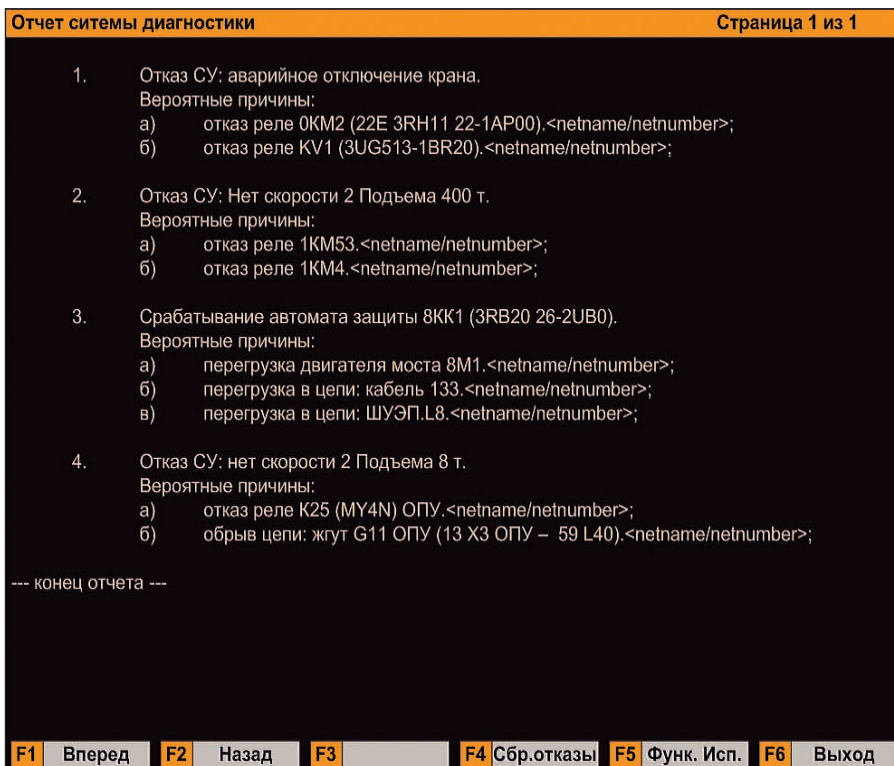 Отчет ситемы диагностики Страница 1 из 1
1. Отказ СУ: аварийное отключение крана.
Вероятные причины:
а) отказ реле 0КМ2 (22E 3RH11 22-1AP00).<netname/netnumber>;
б) отказ реле KV1 (3UG513-1BR20).<netname/netnumber>;
2. Отказ СУ: Нет скорости 2 Подъема 400 т.
Вероятные причины:
а) отказ реле 1КМ53.<netname/netnumber>;
б) отказ реле 1КМ4.<netname/netnumber>;
3. Срабатывание автомата защиты 8КК1 (3RB20 26-2UB0).
Вероятные причины:
а) перегрузка двигателя моста 8М1.<netname/netnumber>;
б) перегрузка в цепи: кабель 133.<netname/netnumber>;
в) перегрузка в цепи: ШУЭП.L8.<netname/netnumber>;
4. Отказ СУ: нет скорости 2 Подъема 8 т.
Вероятные причины:
а) отказ реле К25 (MY4N) ОПУ.<netname/netnumber>;
б) обрыв цепи: жгут G11 ОПУ (13 X3 ОПУ – 59 L40).<netname/netnumber>;
--- конец отчета ---
F1 Вперед F2 Назад F3 F4 Сбр.отказы F5 Функ. Исп. F6 Выход